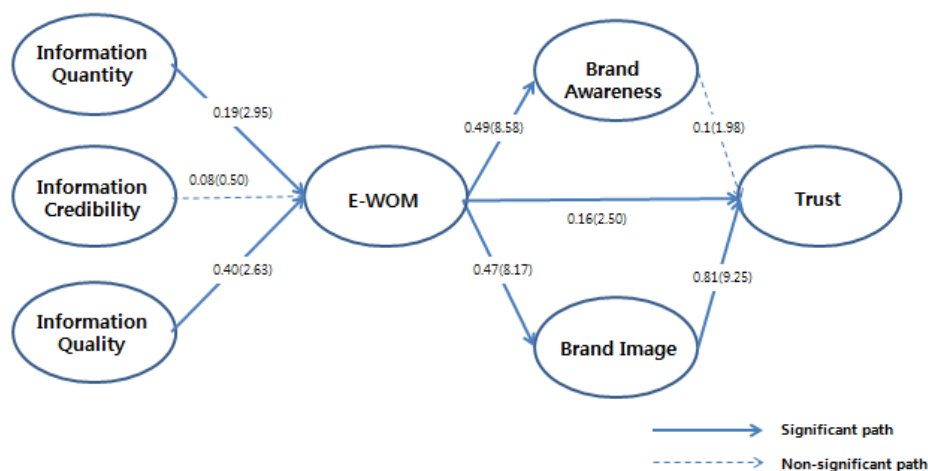 Information
Quantity
Brand
Awareness
0.19(2.95)
0.49(8.58)
0.1(1.98)
Information
Credibility
0.08(0.50)
E-WOM
Trust
0.16(2.50)
0.40(2.63)
0.47(8.17)
0.81(9.25)
Information
Quality
Brand Image
Significant path
Non-significant path